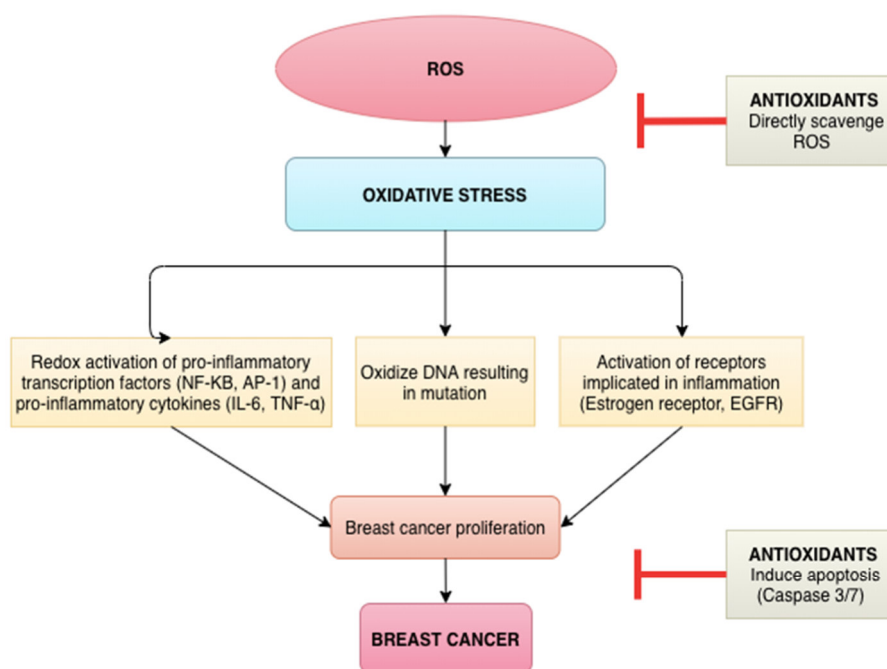 ROS
ANTIOXIDANTS
Directly scavenge
ROS
OXIDATIVE STRESS
Redox activation of pro-inflammatory
transcription factors (NF-KB, AP-1) and
pro-inflammatory cytokines (IL-6, TNF-α)
Oxidize DNA resulting
in mutation
Activation of receptors
implicated in inflammation
(Estrogen receptor, EGFR)
Breast cancer proliferation
ANTIOXIDANTS
Induce apoptosis
(Caspase 3/7)
BREAST CANCER